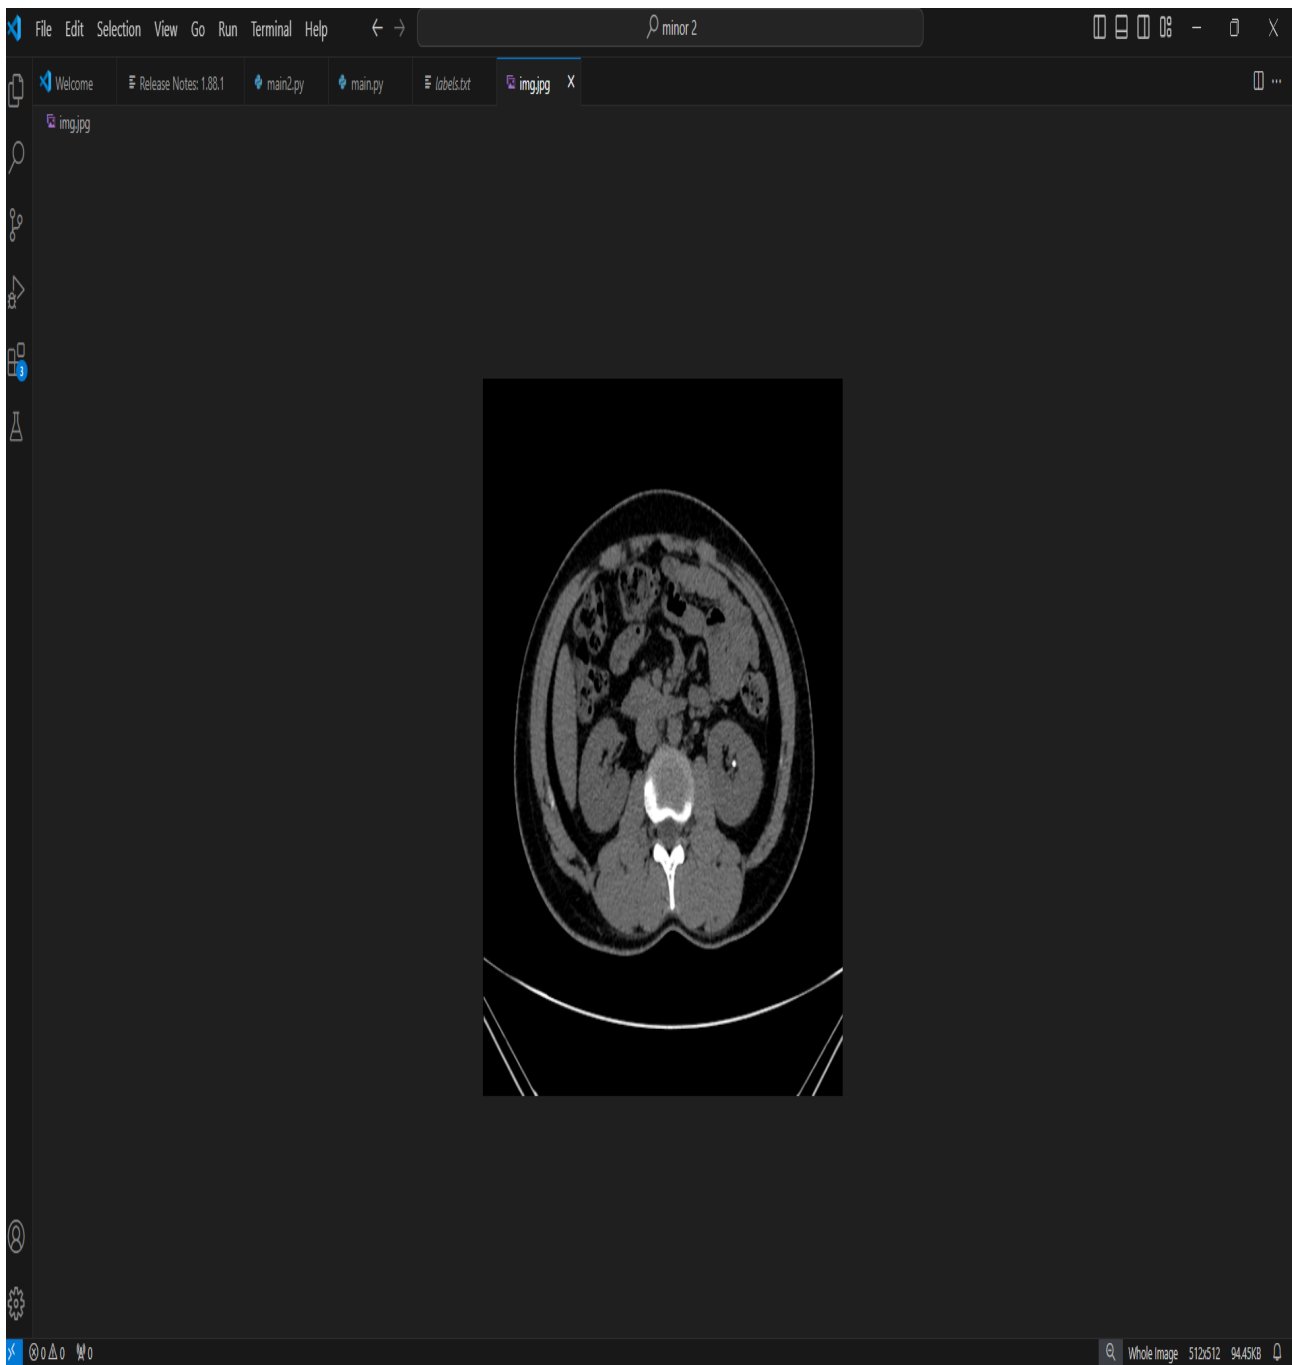 File Edit Selection View Go Run Terminal Help minor 2
Welcome Release Notes: 1.88.1 main2.py main.py labels.txt img.jpg X
img.jpg
3
0 0 0 Whole Image 512x512 94.45KB